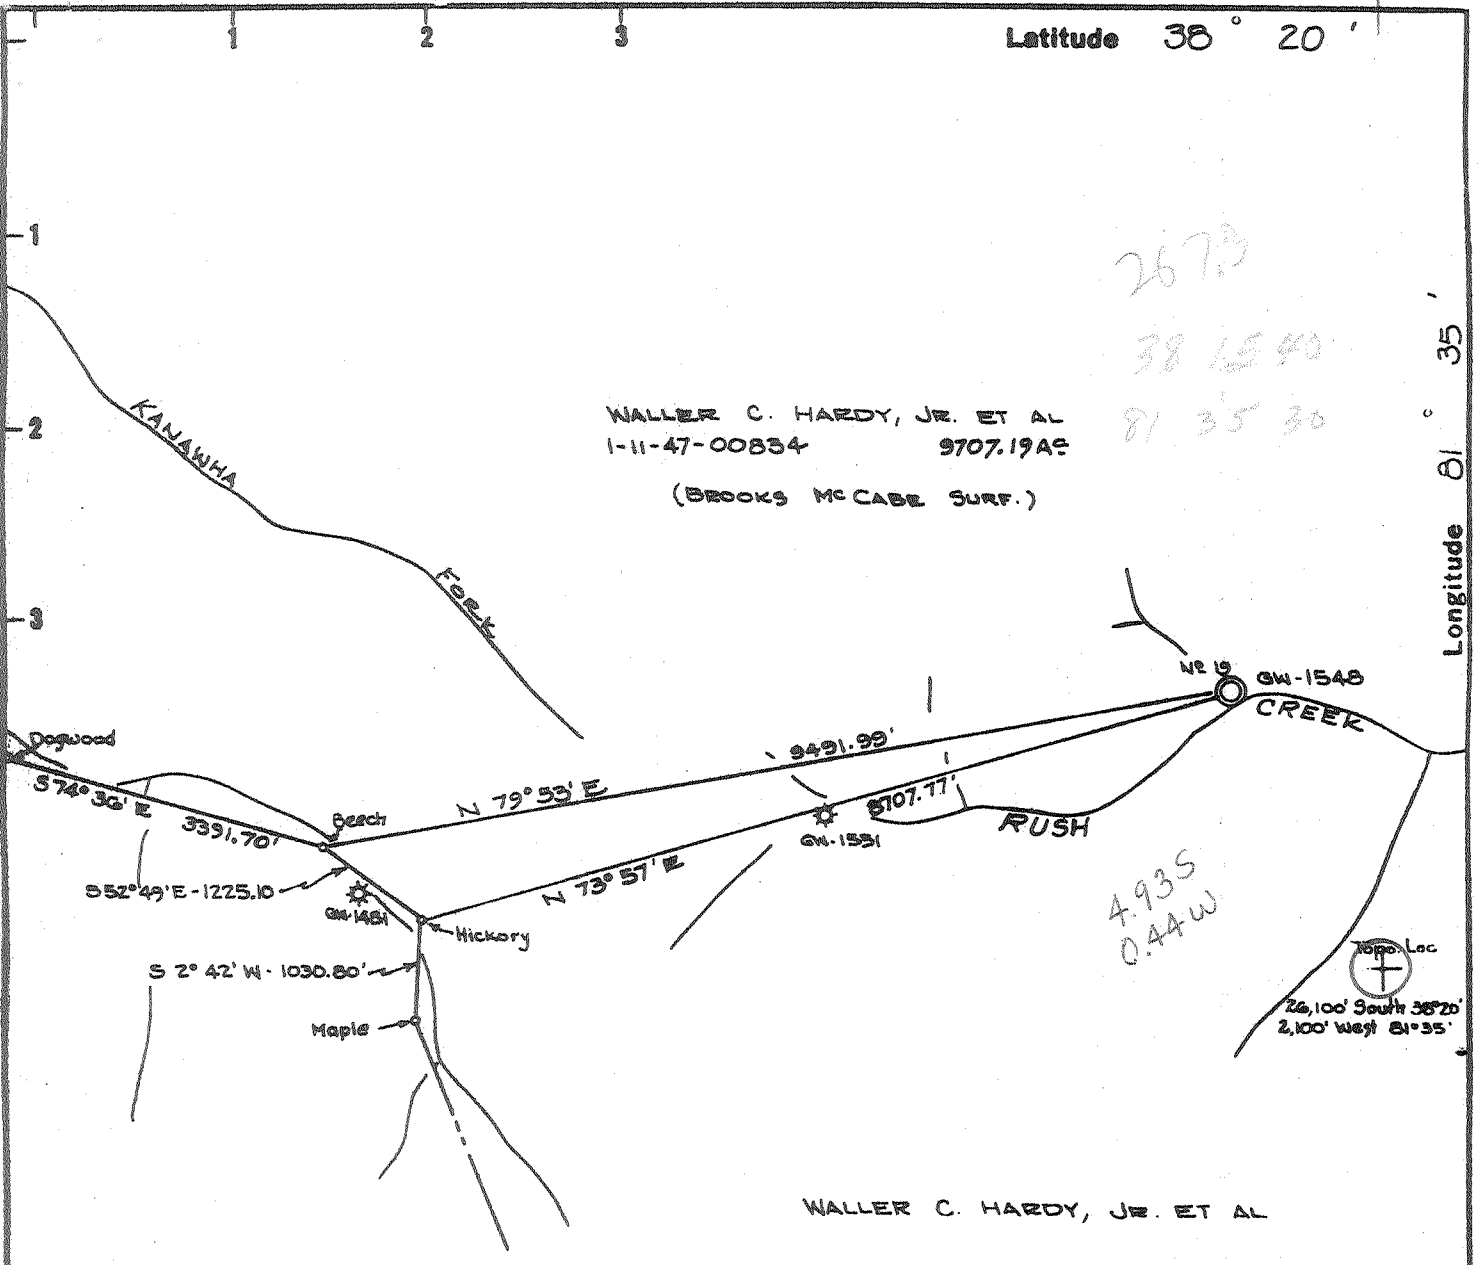 1 2 3
Latitude 38° 20'
1
2
3
2673
38 15 40
81 35 30
Longitude 81° 35'
WALLER C. HARDY, JR. ET AL
1-11-47-00834 9707.19 Ac
(BROOKS McCABE SURF.)
KANAWHA
FORK
No 19
GW-1548
CREEK
Dogwood
S 74° 36' E
3391.70'
Beech
N 79° 53' E
9491.99'
8707.77'
GW-1551
RUSH
N 73° 57' E
S 52° 49' E - 1225.10
GW-1481
Hickory
4.93 S
0.44 W
S 2° 42' W - 1030.80'
Maple
Topo. Loc
26,100' South 38°20'
2,100' West 81°35'
WALLER C. HARDY, JR. ET AL